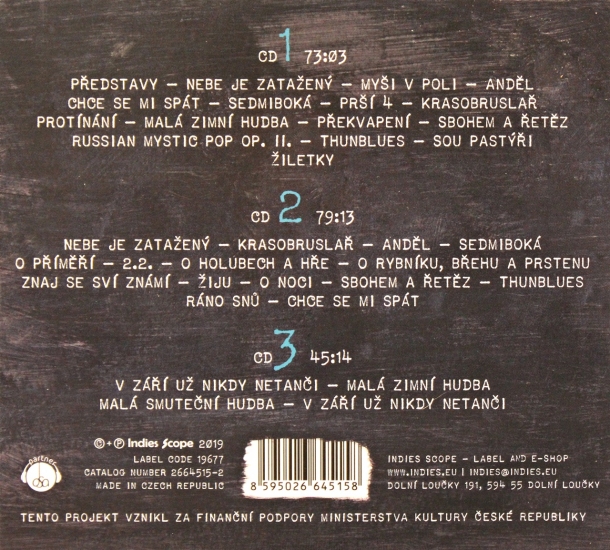 CD 1 73:03
PŘEDSTAVY – NEBE JE ZATAŽENÝ – MYŠI V POLI – ANDĚL
CHCE SE MI SPÁT – SEDMIBOKÁ – PRŠÍ 4 – KRASOBRUSLAŘ
PROTÍNÁNÍ – MALÁ ZIMNÍ HUDBA – PŘEKVAPENÍ – SBOHEM A ŘETĚZ
RUSSIAN MYSTIC POP OP. II. – THUNBLUES – SOU PASTÝŘI
ŽILETKY
CD 2 79:13
NEBE JE ZATAŽENÝ – KRASOBRUSLAŘ – ANDĚL – SEDMIBOKÁ
O PŘÍMĚŘÍ – 2.2. – O HOLUBECH A HŘE – O RYBNÍKU, BŘEHU A PRSTENU
ZNAJ SE SVÍ ZNÁMÍ – ŽIJU – O NOCI – SBOHEM A ŘETĚZ – THUNBLUES
RÁNO SNŮ – CHCE SE MI SPÁT
CD 3 45:14
V ZÁŘÍ UŽ NIKDY NETANČI – MALÁ ZIMNÍ HUDBA
MALÁ SMUTEČNÍ HUDBA – V ZÁŘÍ UŽ NIKDY NETANČI
© + ℗ Indies Scope 2019
LABEL CODE 19677
CATALOG NUMBER 2664515-2
MADE IN CZECH REPUBLIC
partner
OSA
8 595026 645158
INDIES SCOPE – LABEL AND E-SHOP
WWW.INDIES.EU | INDIES@INDIES.EU
DOLNÍ LOUČKY 191, 594 55 DOLNÍ LOUČKY
TENTO PROJEKT VZNIKL ZA FINANČNÍ PODPORY MINISTERSTVA KULTURY ČESKÉ REPUBLIKY